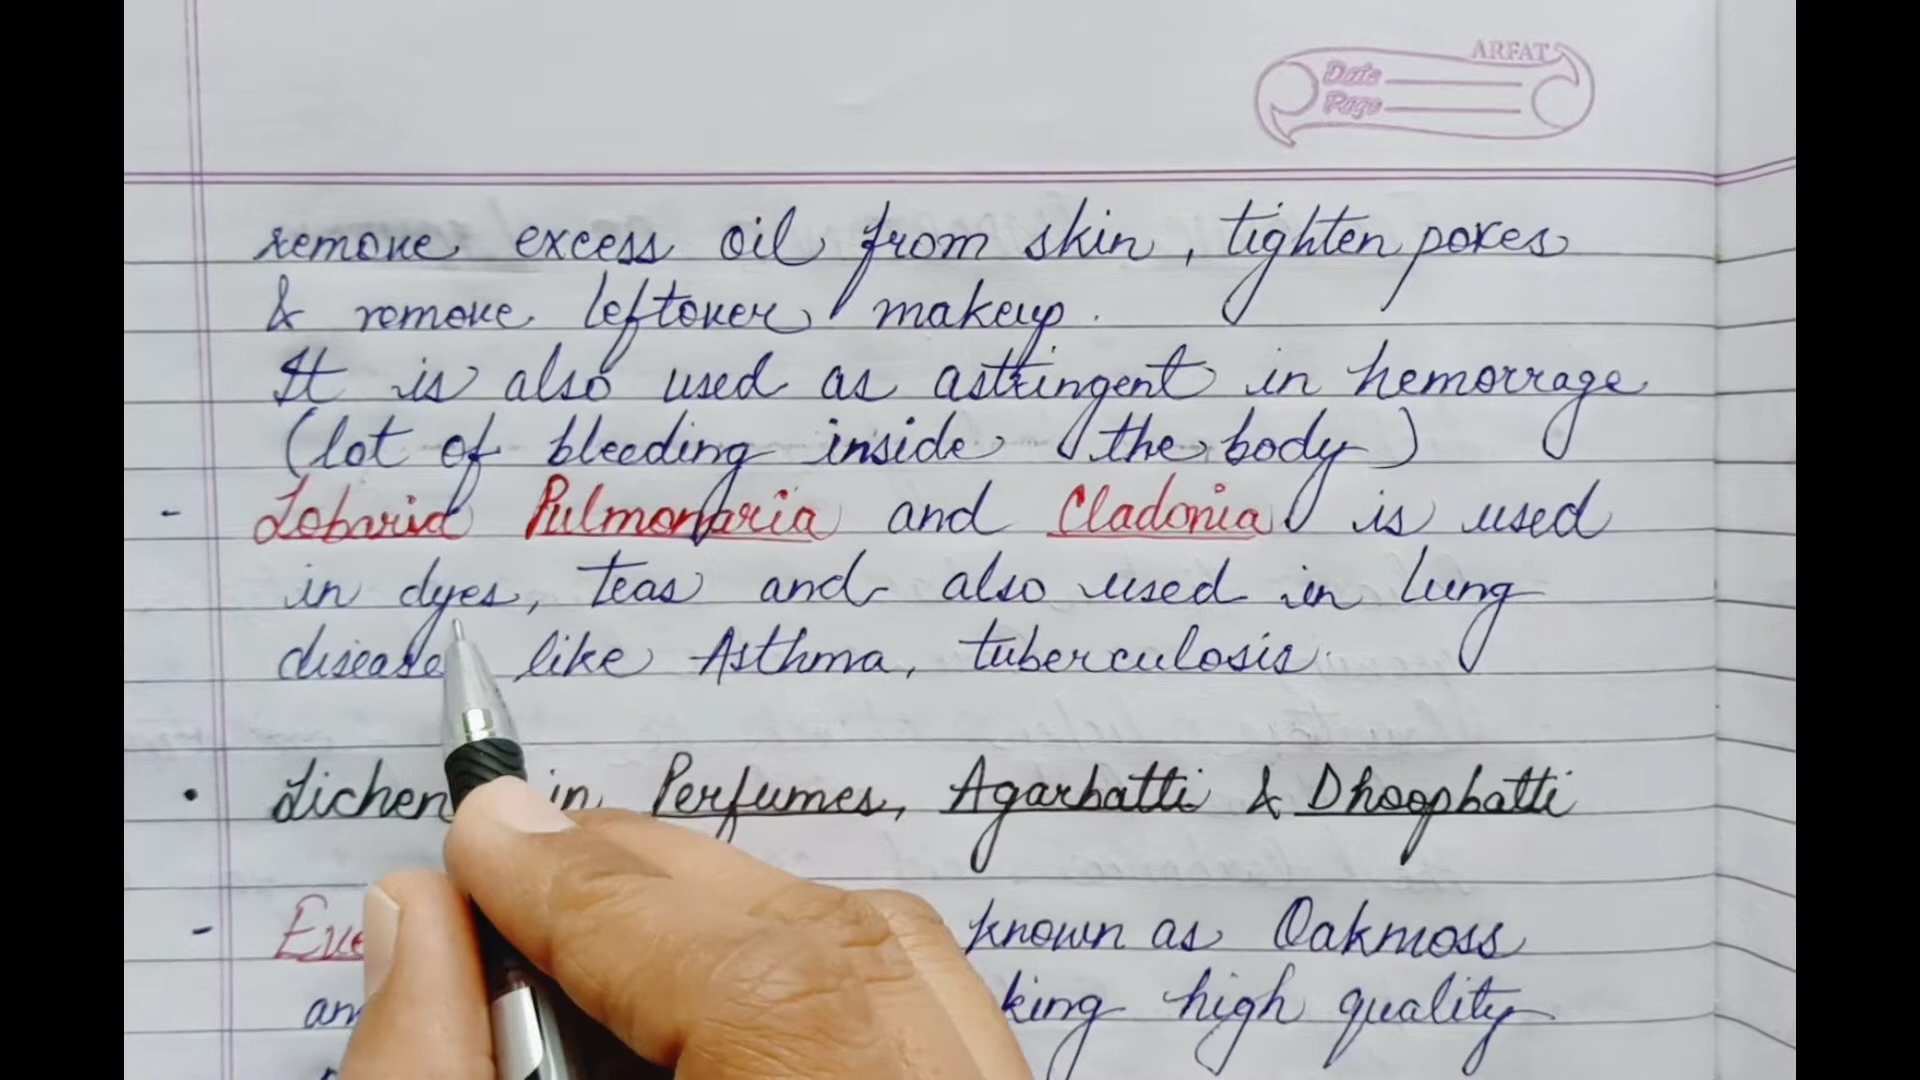 ARFAT
Date
Page
remove excess oil from skin, tighten pores
& remove leftover makeup.
It is also used as astringent in hemorrage
(lot of bleeding inside the body)
- Lobaria Pulmonaria and Cladonia is used
in dyes, teas and also used in lung
disease like Asthma, tuberculosis.
• Lichen in Perfumes, Agarbatti & Dhoopbatti
- known as Oakmoss
high quality